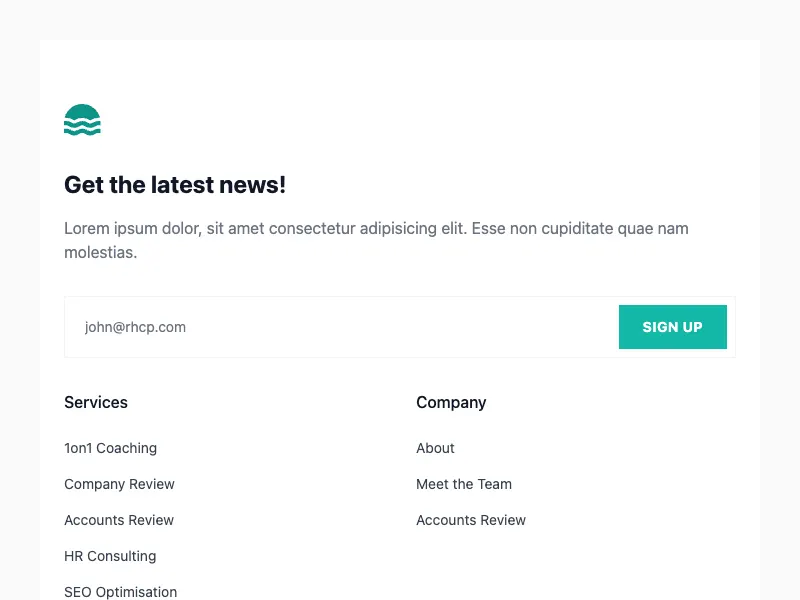 Get the latest news!
Lorem ipsum dolor, sit amet consectetur adipisicing elit. Esse non cupiditate quae nam
molestias.
john@rhcp.com
SIGN UP
Services
1on1 Coaching
Company Review
Accounts Review
HR Consulting
SEO Optimisation
Company
About
Meet the Team
Accounts Review